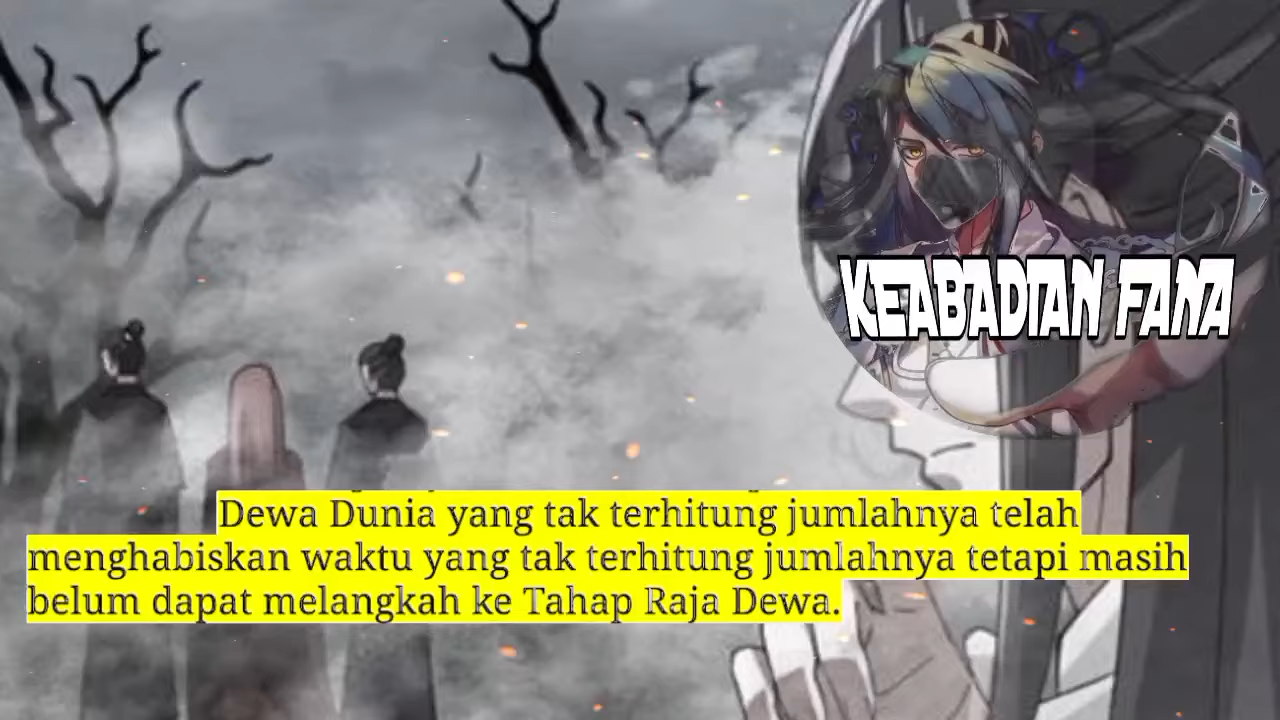 KEABADIAN FANA
Dewa Dunia yang tak terhitung jumlahnya telah
menghabiskan waktu yang tak terhitung jumlahnya tetapi masih
belum dapat melangkah ke Tahap Raja Dewa.